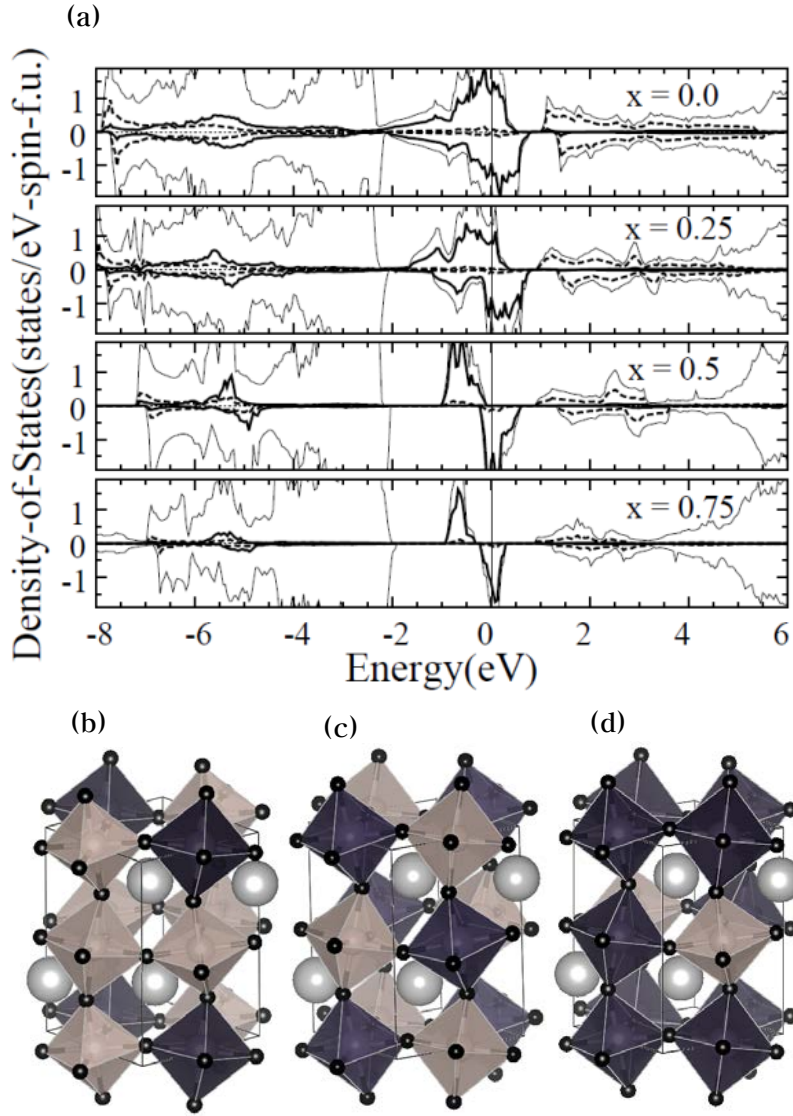 (a)
Density-of-States(states/eV-spin-f.u.)
1
0
-1
x = 0.0
1
0
-1
x = 0.25
1
0
-1
x = 0.5
1
0
-1
x = 0.75
-8 -6 -4 -2 0 2 4 6
Energy(eV)
(b) (c) (d)